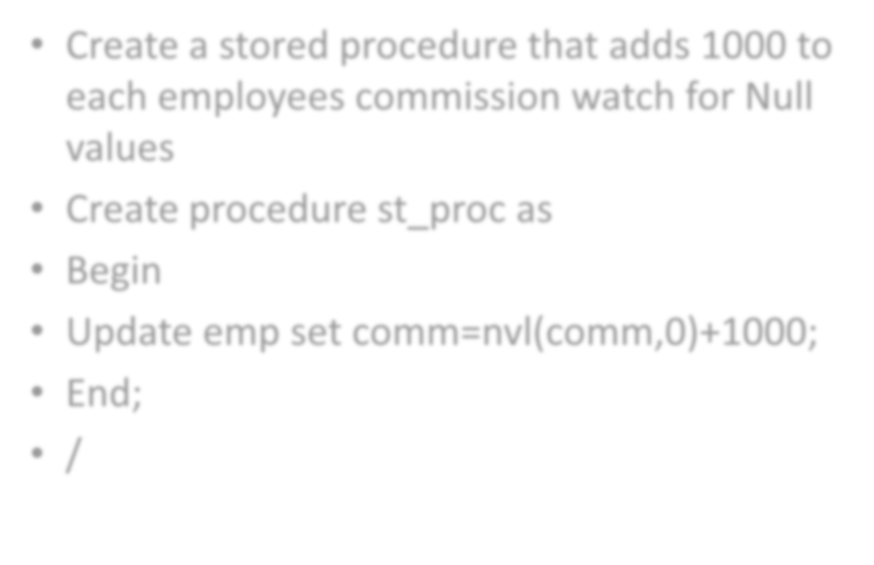 • Create a stored procedure that adds 1000 to
each employees commission watch for Null
values
• Create procedure st_proc as
• Begin
• Update emp set comm=nvl(comm,0)+1000;
• End;
• /